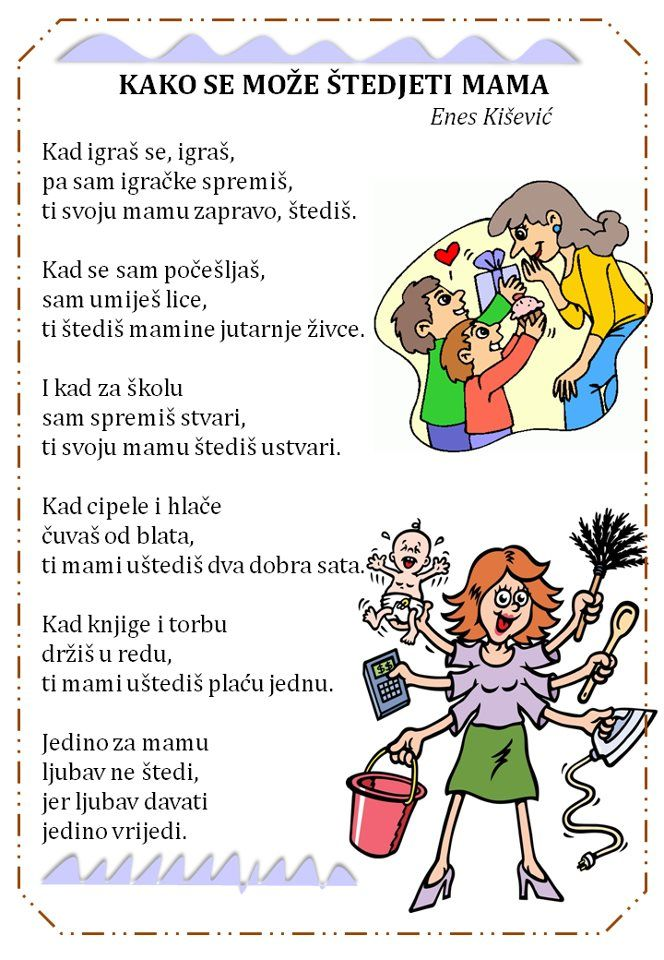 KAKO SE MOŽE ŠTEDJETI MAMA
Enes Kišević
Kad igraš se, igraš,
pa sam igračke spremiš,
ti svoju mamu zapravo, štediš.
Kad se sam počešljaš,
sam umiješ lice,
ti štediš mamine jutarnje živce.
I kad za školu
sam spremiš stvari,
ti svoju mamu štediš ustvari.
Kad cipele i hlače
čuvaš od blata,
ti mami uštediš dva dobra sata.
Kad knjige i torbu
držiš u redu,
ti mami uštediš plaću jednu.
Jedino za mamu
ljubav ne štedi,
jer ljubav davati
jedino vrijedi.
$$